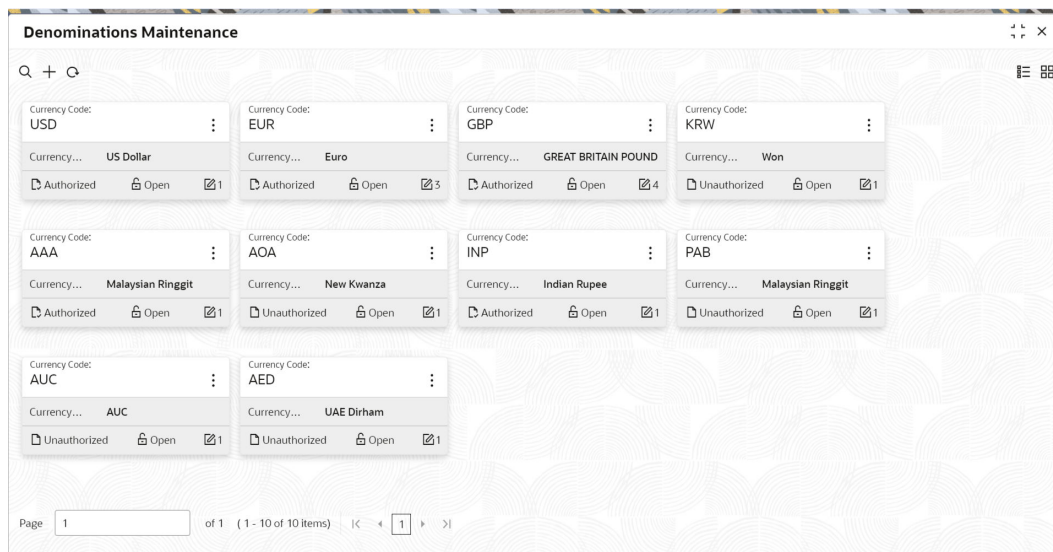 Denominations Maintenance
Currency Code: Currency Code: Currency Code: Currency Code:
USD EUR GBP KRW
Currency... US Dollar Currency... Euro Currency... GREAT BRITAIN POUND Currency... Won
Authorized Open 1 Authorized Open 3 Authorized Open 4 Unauthorized Open 1
Currency Code: Currency Code: Currency Code: Currency Code:
AAA AOA INP PAB
Currency... Malaysian Ringgit Currency... New Kwanza Currency... Indian Rupee Currency... Malaysian Ringgit
Authorized Open 1 Unauthorized Open 1 Authorized Open 1 Unauthorized Open 1
Currency Code: Currency Code:
AUC AED
Currency... AUC Currency... UAE Dirham
Unauthorized Open 1 Unauthorized Open 1
Page 1 of 1 ( 1 - 10 of 10 items) 1